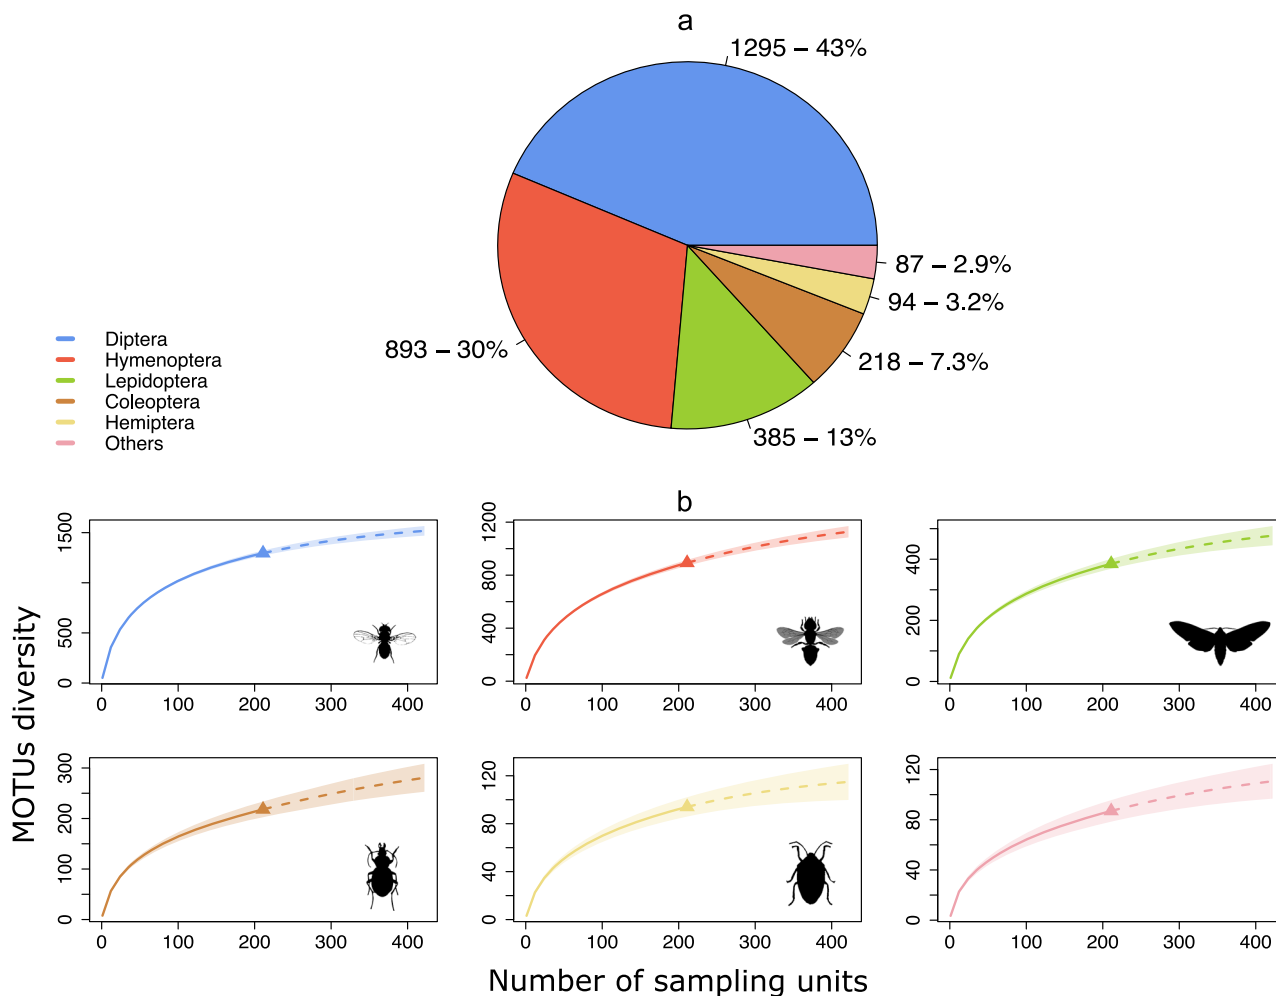 a
1295 – 43%
87 – 2.9%
94 – 3.2%
893 – 30%
218 – 7.3%
385 – 13%
Diptera
Hymenoptera
Lepidoptera
Coleoptera
Hemiptera
Others
b
MOTUs diversity
0 500 1500
0 100 200 300 400
0 400 800 1200
0 100 200 300 400
0 200 400
0 100 200 300 400
0 100 200 300
0 100 200 300 400
0 40 80 120
0 100 200 300 400
0 40 80 120
0 100 200 300 400
Number of sampling units